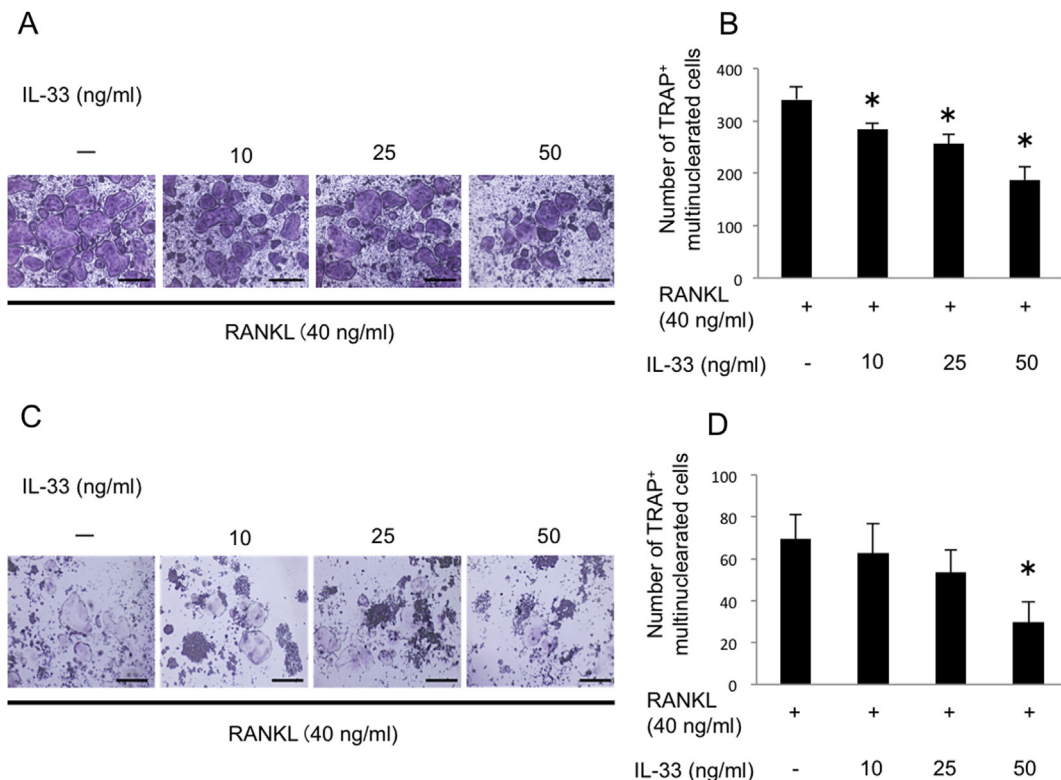 A
IL-33 (ng/ml)
— 10 25 50
RANKL (40 ng/ml)
B
Number of TRAP+
multinuclearated cells
400
300
200
100
0
*
*
*
RANKL
(40 ng/ml)
+ + + +
IL-33 (ng/ml) - 10 25 50
C
IL-33 (ng/ml)
— 10 25 50
RANKL (40 ng/ml)
D
Number of TRAP+
multinuclearated cells
100
80
60
40
20
0
*
RANKL
(40 ng/ml)
+ + + +
IL-33 (ng/ml) - 10 25 50